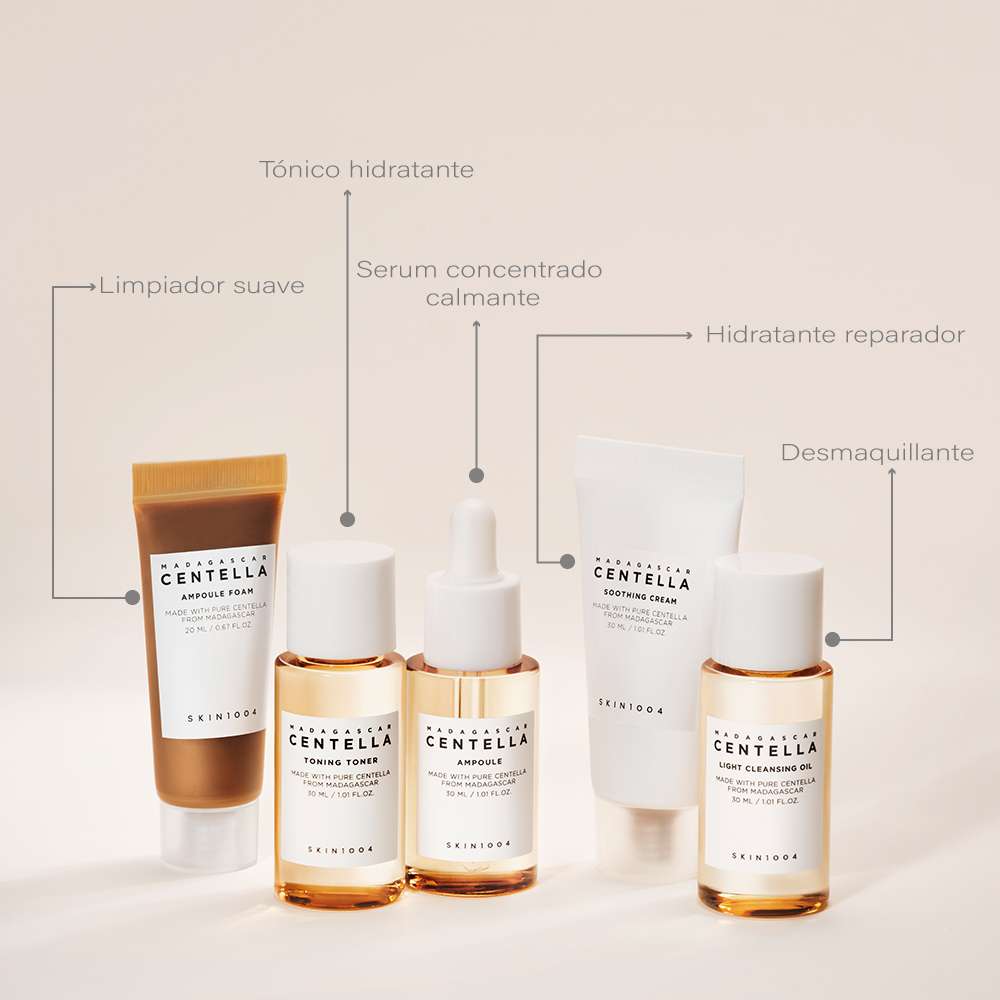 Tónico hidratante
Serum concentrado
calmante
Limpiador suave
Hidratante reparador
Desmaquillante
MADAGASCAR
CENTELLA
AMPOULE FOAM
MADE WITH PURE CENTELLA
FROM MADAGASCAR
20 ML / 0.67 FL.OZ.
SKIN1004
MADAGASCAR
CENTELLA
TONING TONER
MADE WITH PURE CENTELLA
FROM MADAGASCAR
30 ML / 1.01 FL.OZ.
SKIN1004
MADAGASCAR
CENTELLA
AMPOULE
MADE WITH PURE CENTELLA
FROM MADAGASCAR
30 ML / 1.01 FL.OZ.
SKIN1004
MADAGASCAR
CENTELLA
SOOTHING CREAM
MADE WITH PURE CENTELLA
FROM MADAGASCAR
30 ML / 1.01 FL.OZ.
SKIN1004
MADAGASCAR
CENTELLA
LIGHT CLEANSING OIL
MADE WITH PURE CENTELLA
FROM MADAGASCAR
30 ML / 1.01 FL.OZ.
SKIN1004